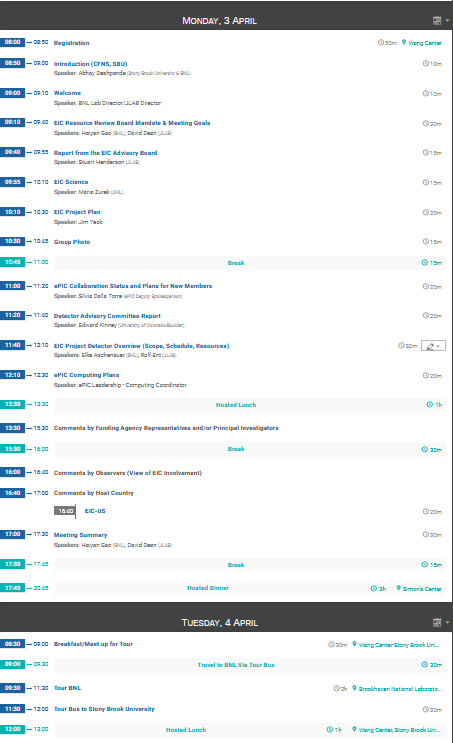 MONDAY, 3 APRIL
08:00 → 08:50 Registration 50m Wang Center
08:50 → 09:00 Introduction (CFNS, SBU) 10m
Speaker: Abhay Deshpande (Stony Brook University & BNL)
09:00 → 09:10 Welcome 10m
Speaker: BNL Lab Director/JLAB Director
09:10 → 09:40 EIC Resource Review Board Mandate & Meeting Goals 30m
Speakers: Haiyan Gao (BNL), David Dean (JLAB)
09:40 → 09:55 Report from the EIC Advisory Board 15m
Speaker: Stuart Henderson (JLAB)
09:55 → 10:10 EIC Science 15m
Speaker: Maria Zurek (ANL)
10:10 → 10:30 EIC Project Plan 20m
Speaker: Jim Yeck
10:30 → 10:45 Group Photo 15m
10:45 → 11:00 Break 15m
11:00 → 11:20 ePIC Collaboration Status and Plans for New Members 20m
Speaker: Silvia Dalla Torre (ePIC Deputy Spokesperson)
11:20 → 11:40 Detector Advisory Committee Report 20m
Speaker: Edward Kinney (University of Colorado-Boulder)
11:40 → 12:10 EIC Project Detector Overview (Scope, Schedule, Resources) 30m
Speakers: Elke Aschenauer (BNL), Rolf Ent (JLAB)
12:10 → 12:30 ePIC Computing Plans 20m
Speaker: ePIC Leadership - Computing Coordinator
12:30 → 13:30 Hosted Lunch 1h
13:30 → 15:30 Comments by Funding Agency Representatives and/or Principal Investigators
15:30 → 16:00 Break 30m
16:00 → 16:40 Comments by Observers (View of EIC Involvement)
16:40 → 17:00 Comments by Host Country
16:40 EIC-US 20m
17:00 → 17:30 Meeting Summary 30m
Speakers: Haiyan Gao (BNL), David Dean (JLAB)
17:30 → 17:45 Break 15m
17:45 → 20:45 Hosted Dinner 3h Simon's Center
TUESDAY, 4 APRIL
08:30 → 09:00 Breakfast/Meet up for Tour 30m Wang Center Stony Brook Uni...
09:00 → 09:30 Travel to BNL Via Tour Bus 30m
09:30 → 11:30 Tour BNL 2h Brookhaven National Laborato...
11:30 → 12:00 Tour Bus to Stony Brook University 30m
12:00 → 13:00 Hosted Lunch 1h Wang Center, Stony Brook Uni...